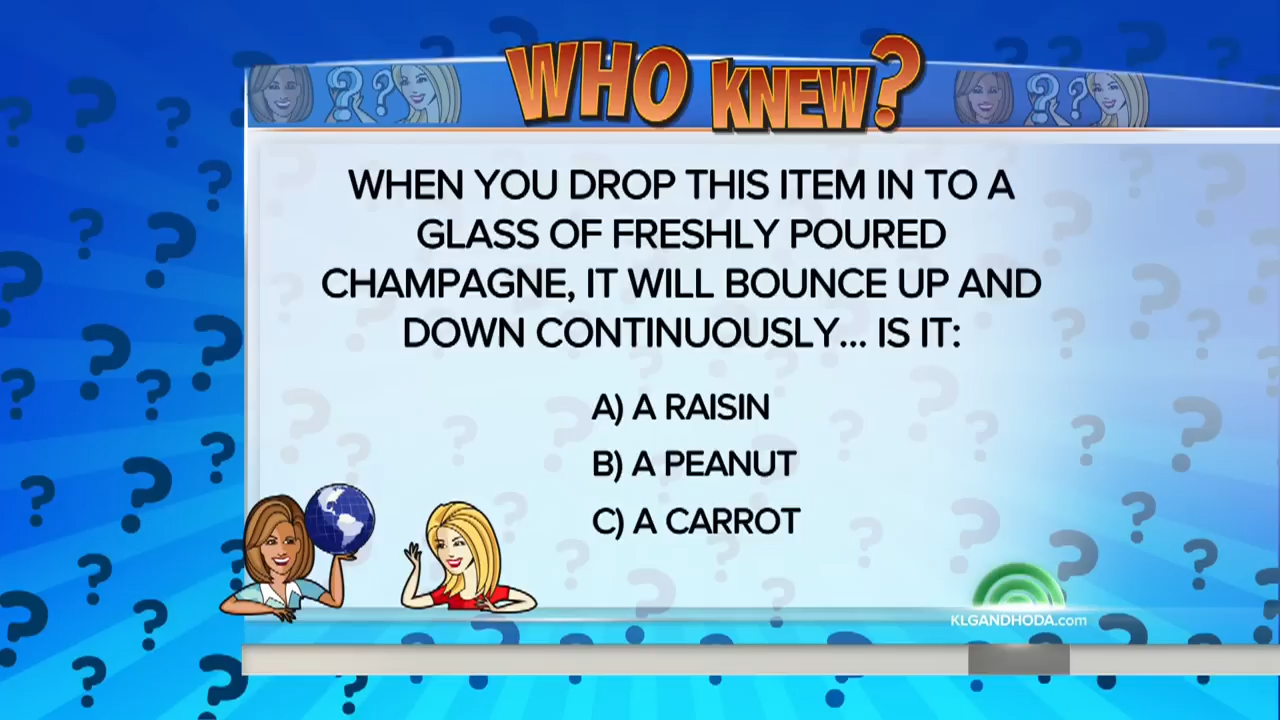 WHO KNEW?
WHEN YOU DROP THIS ITEM IN TO A
GLASS OF FRESHLY POURED
CHAMPAGNE, IT WILL BOUNCE UP AND
DOWN CONTINUOUSLY... IS IT:
A) A RAISIN
B) A PEANUT
C) A CARROT
KLGANDHODA.com